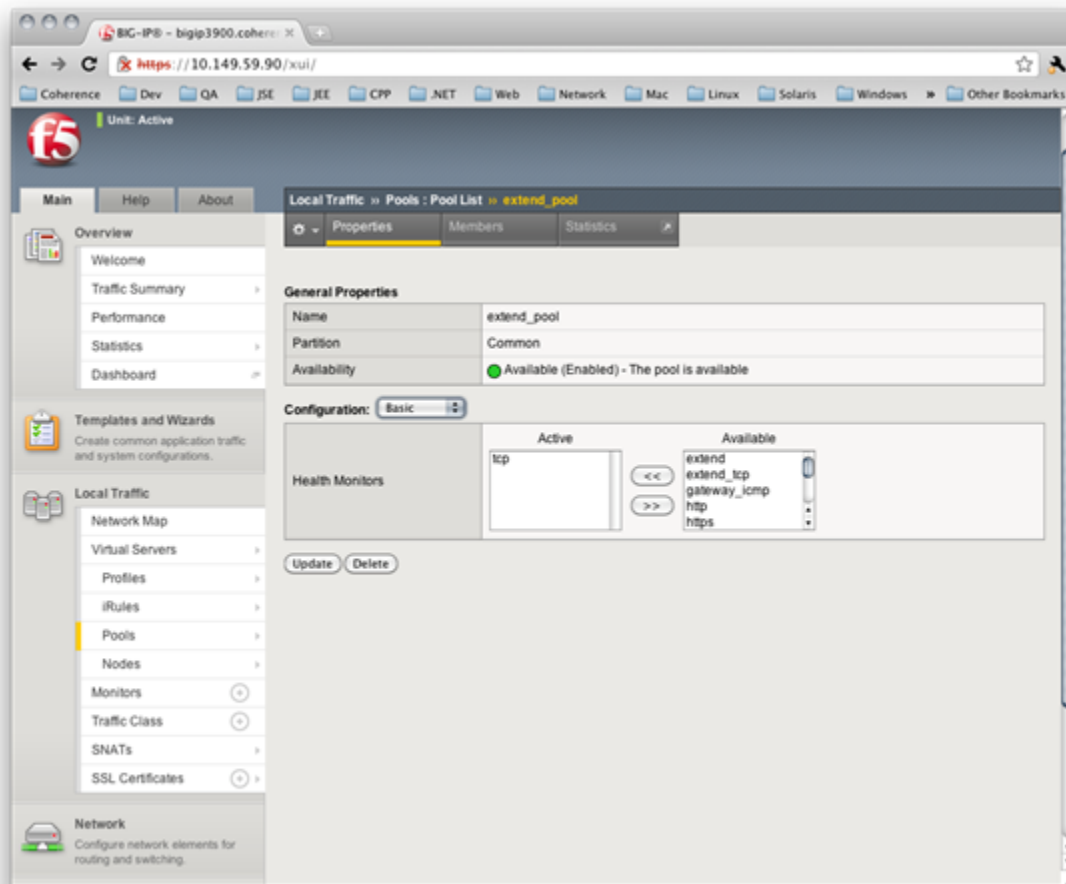 BIG-IP® - bigip3900.cohere
https://10.149.59.90/xui/
Coherence Dev QA JSE JEE CPP .NET Web Network Mac Linux Solaris Windows » Other Bookmarks
f5
Unit: Active
Main Help About
Local Traffic » Pools : Pool List » extend_pool
Properties Members Statistics
Overview
Welcome
Traffic Summary
Performance
Statistics
Dashboard
Templates and Wizards
Create common application traffic
and system configurations.
Local Traffic
Network Map
Virtual Servers
Profiles
iRules
Pools
Nodes
Monitors
Traffic Class
SNATs
SSL Certificates
Network
Configure network elements for
routing and switching.
General Properties
Name extend_pool
Partition Common
Availability Available (Enabled) - The pool is available
Configuration: Basic
Active Available
Health Monitors
tcp
<<
>>
extend
extend_tcp
gateway_icmp
http
https
Update Delete